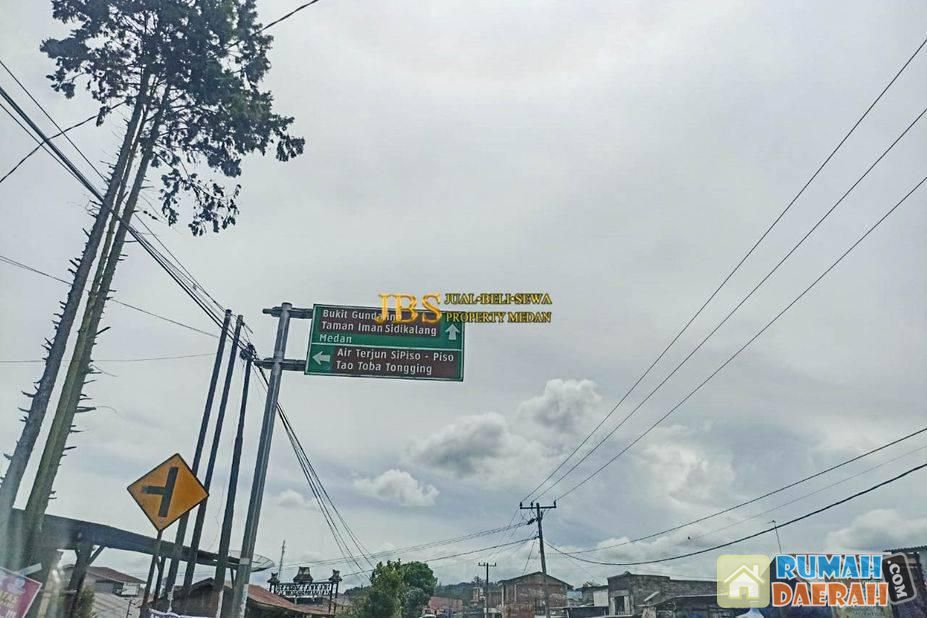 JBS JUAL-BELI-SEWA
PROPERTY MEDAN
Bukit
Taman Iman Sidikalang
Medan
Air Terjun SiPiso - Piso
Tao Toba Tongging
RUMAH
DAERAH
.COM